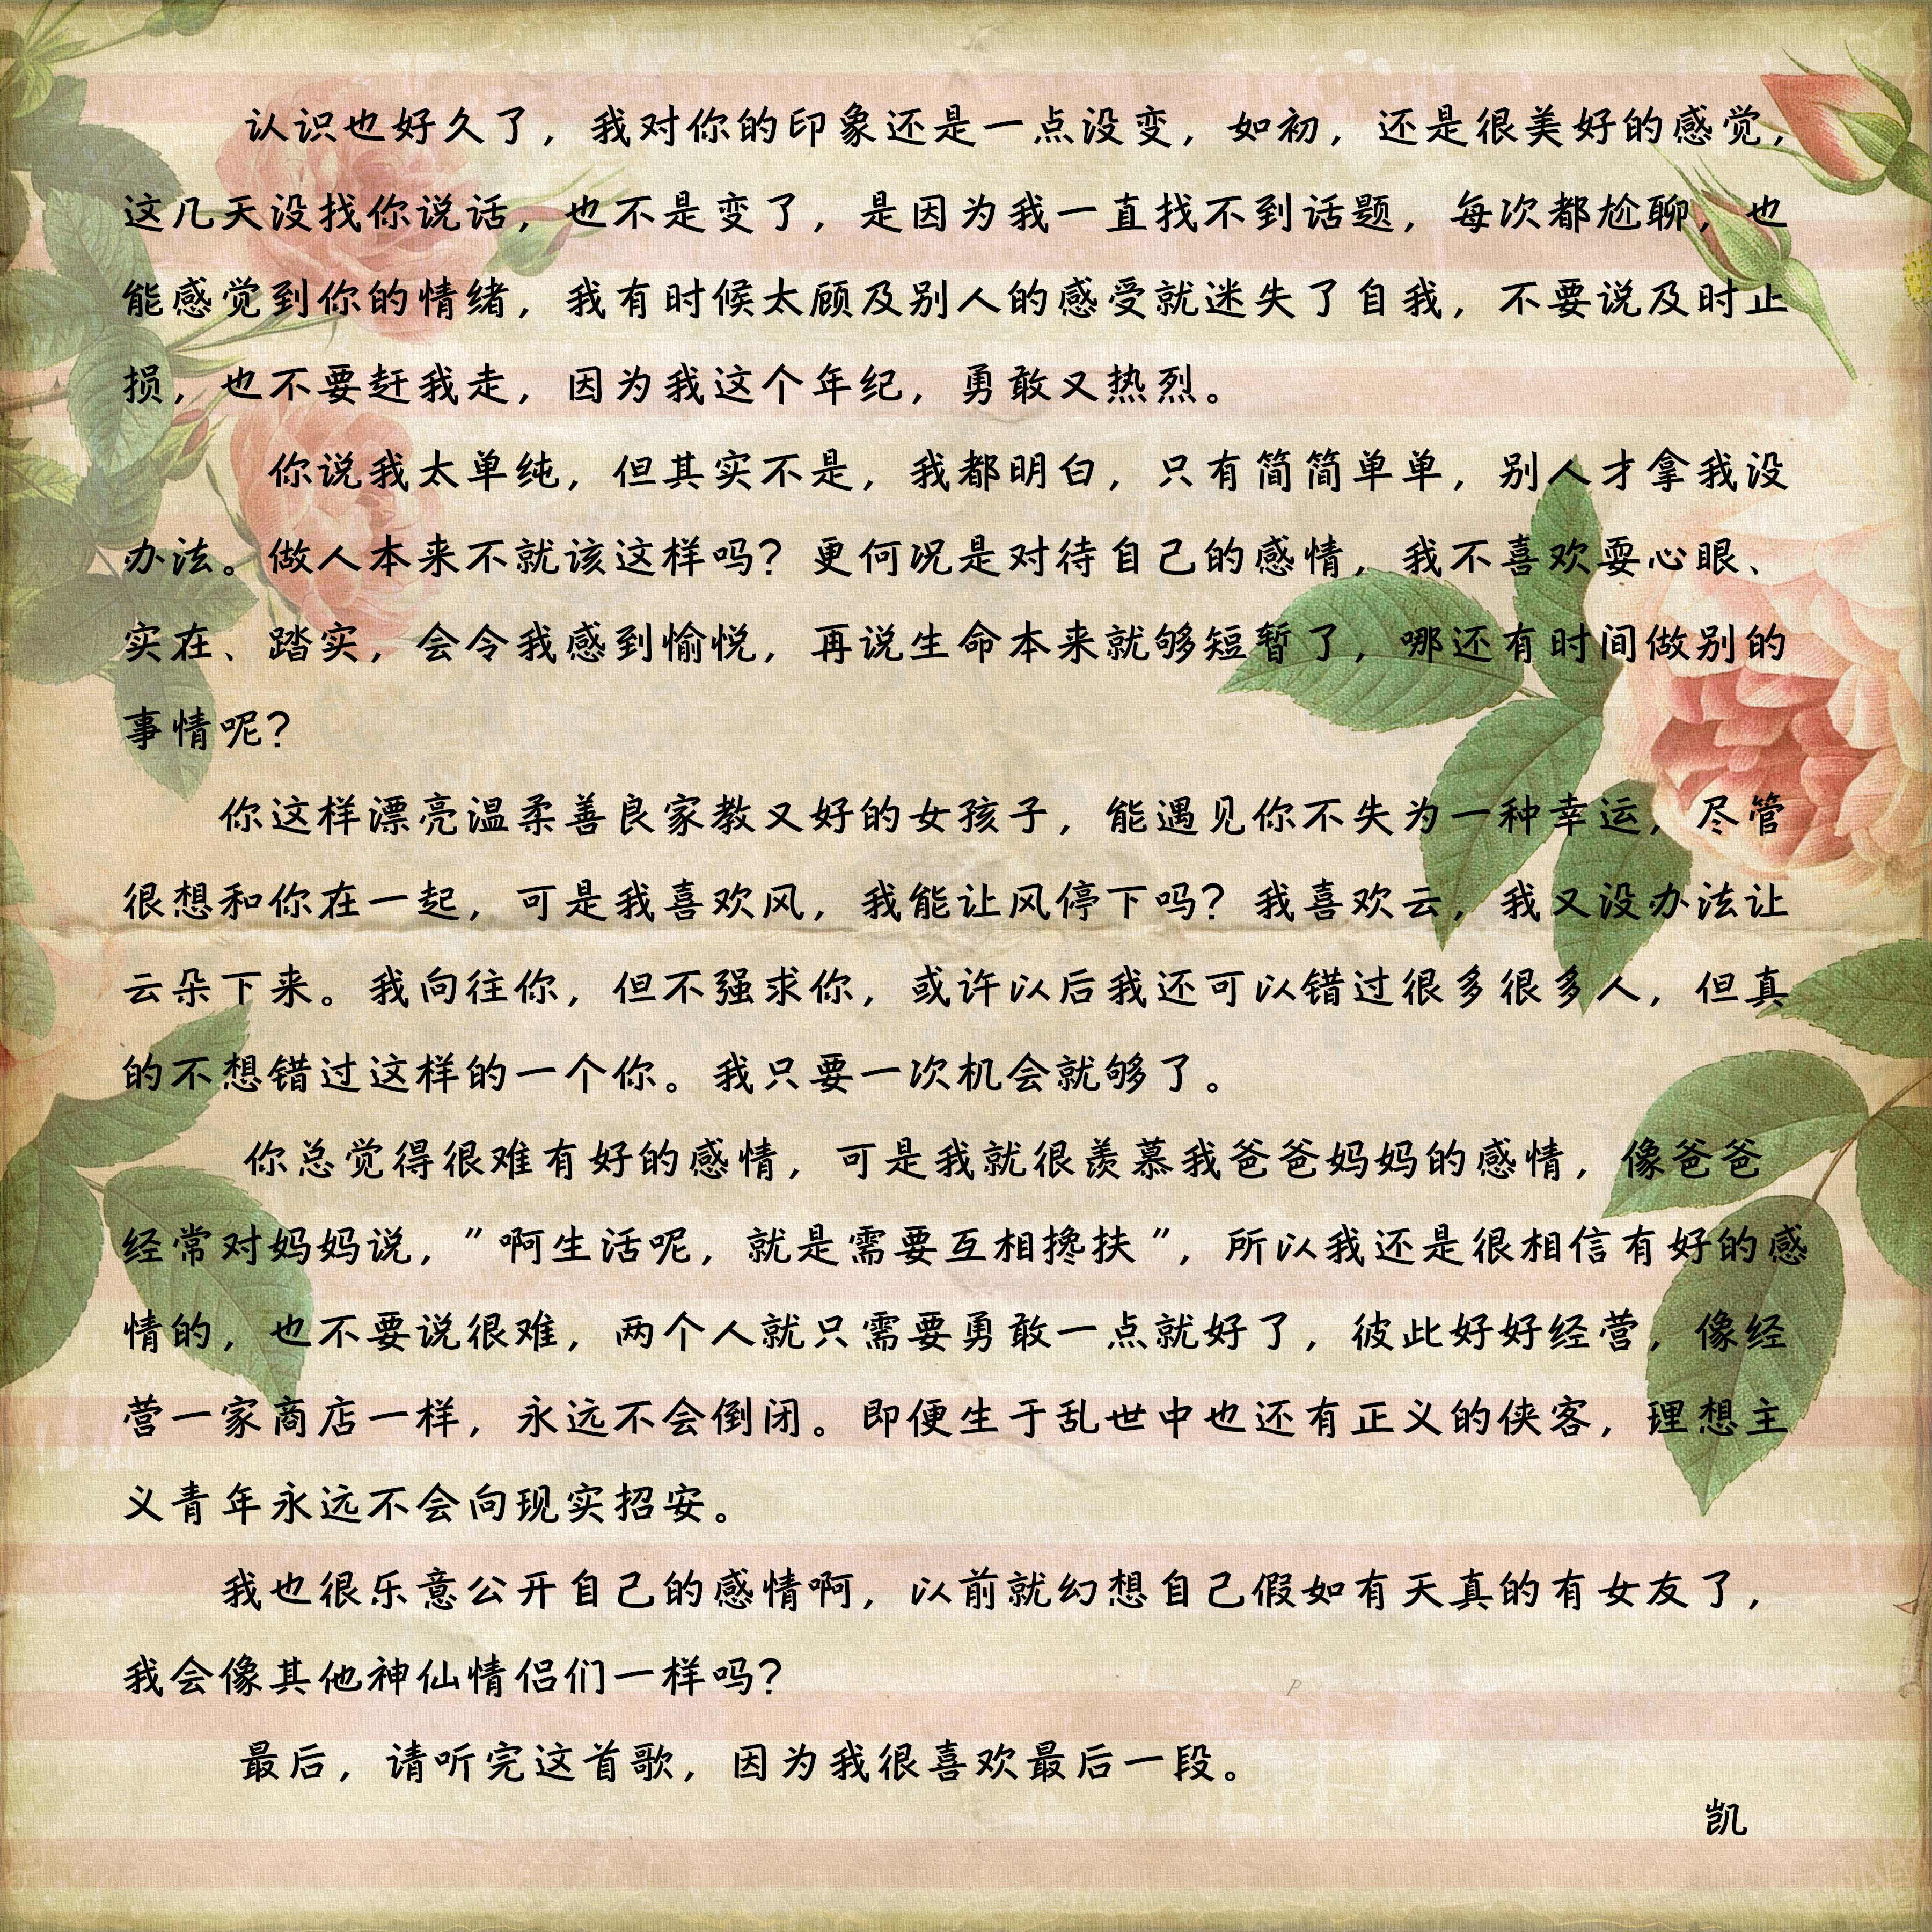 认识也好久了，我对你的印象还是一点没变，如初，还是很美好的感觉，
这几天没找你说话，也不是变了，是因为我一直找不到话题，每次都尬聊，也
能感觉到你的情绪，我有时候太顾及别人的感受就迷失了自我，不要说及时止
损，也不要赶我走，因为我这个年纪，勇敢又热烈。
你说我太单纯，但其实不是，我都明白，只有简简单单，别人才拿我没
办法。做人本来不就该这样吗？更何况是对待自己的感情，我不喜欢耍心眼、
实在、踏实，会令我感到愉悦，再说生命本来就够短暂了，哪还有时间做别的
事情呢？
你这样漂亮温柔善良家教又好的女孩子，能遇见你不失为一种幸运，尽管
很想和你在一起，可是我喜欢风，我能让风停下吗？我喜欢云，我又没办法让
云朵下来。我向往你，但不强求你，或许以后我还可以错过很多很多人，但真
的不想错过这样的一个你。我只要一次机会就够了。
你总觉得很难有好的感情，可是我就很羡慕我爸爸妈妈的感情，像爸爸
经常对妈妈说，"啊生活呢，就是需要互相搀扶"，所以我还是很相信有好的感
情的，也不要说很难，两个人就只需要勇敢一点就好了，彼此好好经营，像经
营一家商店一样，永远不会倒闭。即便生于乱世中也还有正义的侠客，理想主
义青年永远不会向现实招安。
我也很乐意公开自己的感情啊，以前就幻想自己假如有天真的有女友了，
我会像其他神仙情侣们一样吗？
P
最后，请听完这首歌，因为我很喜欢最后一段。
凯